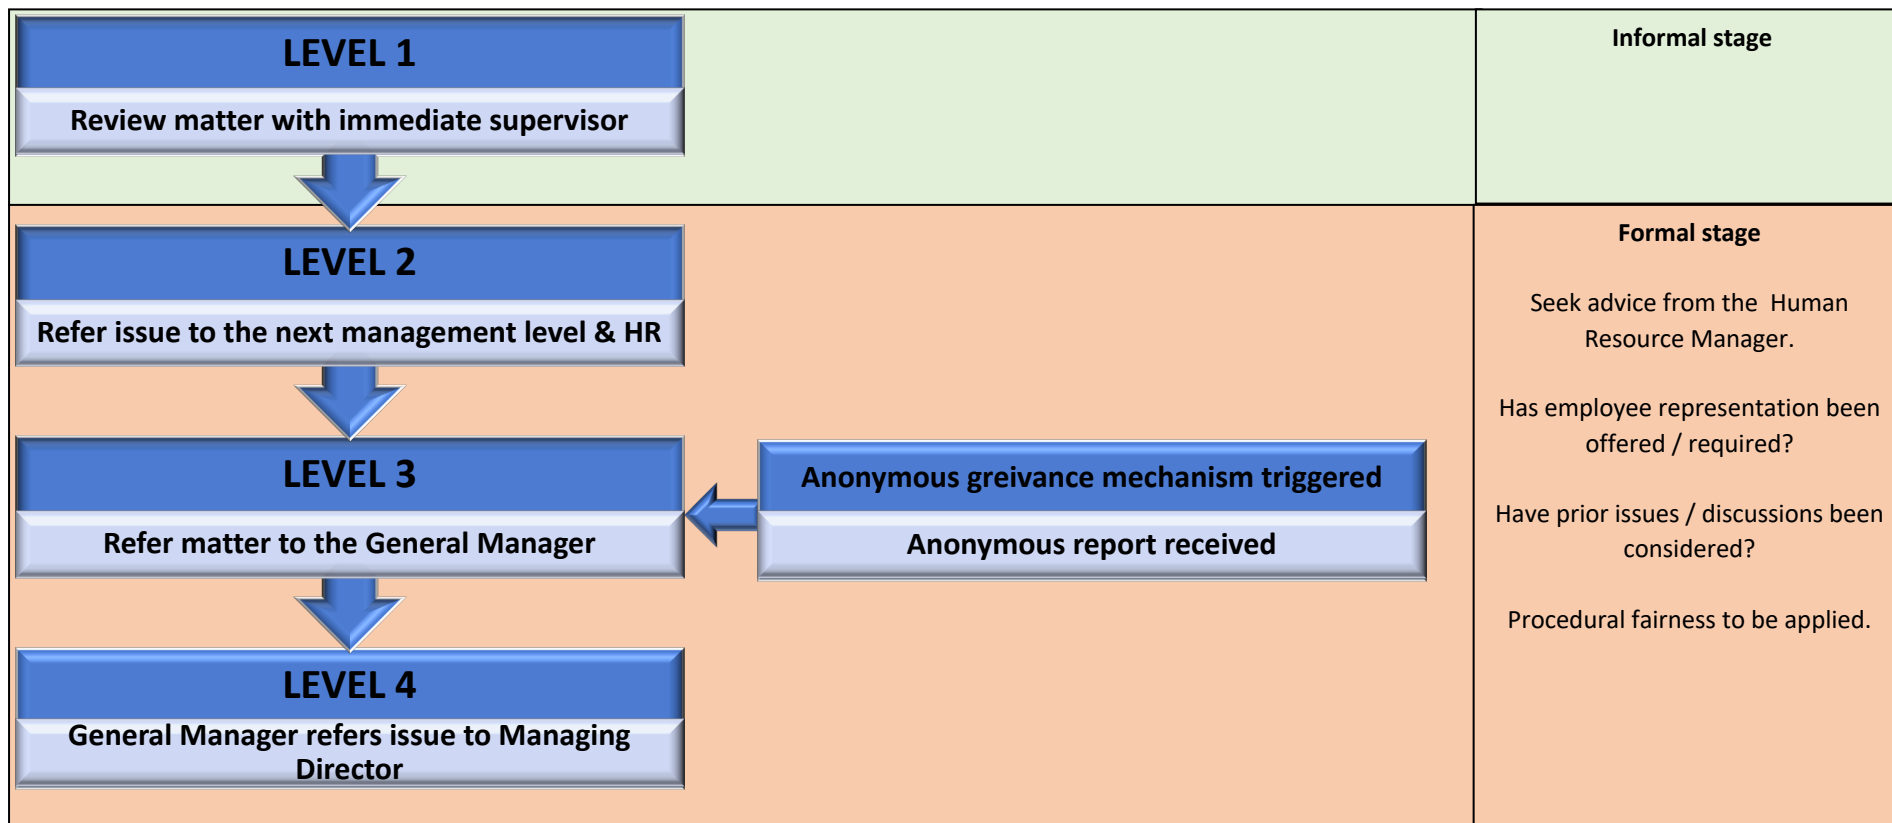 LEVEL 1
Review matter with immediate supervisor
Informal stage
LEVEL 2
Refer issue to the next management level & HR
LEVEL 3
Refer matter to the General Manager
Anonymous greivance mechanism triggered
Anonymous report received
LEVEL 4
General Manager refers issue to Managing
Director
Formal stage
Seek advice from the Human
Resource Manager.
Has employee representation been
offered / required?
Have prior issues / discussions been
considered?
Procedural fairness to be applied.